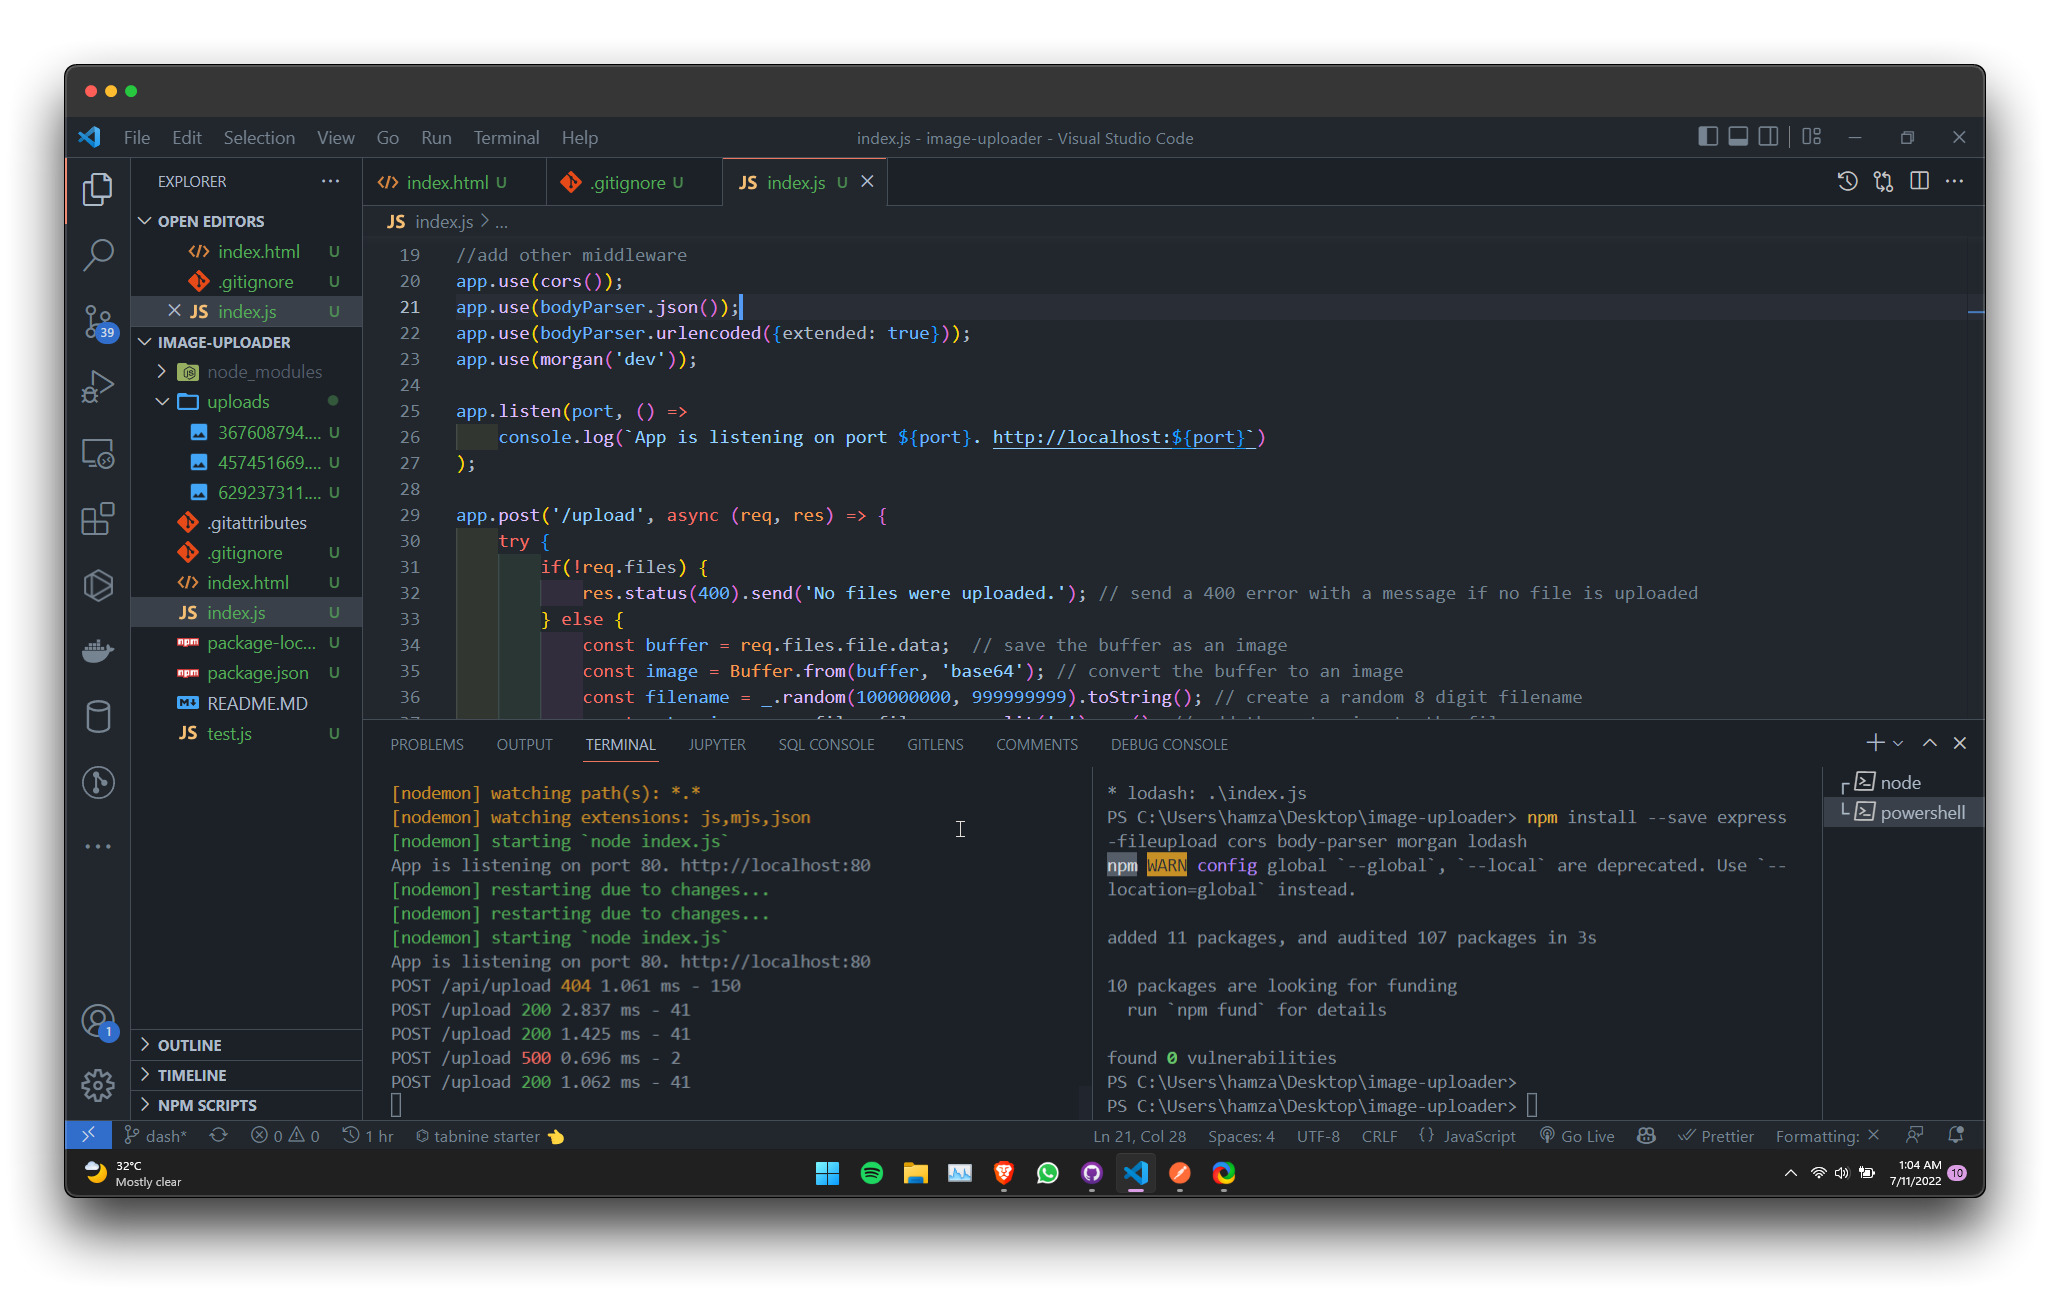 File Edit Selection View Go Run Terminal Help
index.js - image-uploader - Visual Studio Code
EXPLORER
index.html U
.gitignore U
JS index.js U
OPEN EDITORS
index.html U
.gitignore U
JS index.js U
39
IMAGE-UPLOADER
node_modules
uploads
367608794.... U
457451669.... U
629237311.... U
.gitattributes
.gitignore U
index.html U
JS index.js U
npm package-loc... U
npm package.json U
README.MD
JS test.js U
OUTLINE
TIMELINE
NPM SCRIPTS
1
JS index.js > ...
19 //add other middleware
20 app.use(cors());
21 app.use(bodyParser.json());
22 app.use(bodyParser.urlencoded({extended: true}));
23 app.use(morgan('dev'));
24
25 app.listen(port, () =>
26 console.log(`App is listening on port ${port}. http://localhost:${port}`)
27 );
28
29 app.post('/upload', async (req, res) => {
30 try {
31 if(!req.files) {
32 res.status(400).send('No files were uploaded.'); // send a 400 error with a message if no file is uploaded
33 } else {
34 const buffer = req.files.file.data;  // save the buffer as an image
35 const image = Buffer.from(buffer, 'base64'); // convert the buffer to an image
36 const filename = _.random(100000000, 999999999).toString(); // create a random 8 digit filename
PROBLEMS OUTPUT TERMINAL JUPYTER SQL CONSOLE GITLENS COMMENTS DEBUG CONSOLE
[nodemon] watching path(s): *.*
[nodemon] watching extensions: js,mjs,json
[nodemon] starting `node index.js`
App is listening on port 80. http://localhost:80
[nodemon] restarting due to changes...
[nodemon] restarting due to changes...
[nodemon] starting `node index.js`
App is listening on port 80. http://localhost:80
POST /api/upload 404 1.061 ms - 150
POST /upload 200 2.837 ms - 41
POST /upload 200 1.425 ms - 41
POST /upload 500 0.696 ms - 2
POST /upload 200 1.062 ms - 41
* lodash: .\index.js
PS C:\Users\hamza\Desktop\image-uploader> npm install --save express
-fileupload cors body-parser morgan lodash
npm WARN config global `--global`, `--local` are deprecated. Use `--
location=global` instead.
added 11 packages, and audited 107 packages in 3s
10 packages are looking for funding
run `npm fund` for details
found 0 vulnerabilities
PS C:\Users\hamza\Desktop\image-uploader>
PS C:\Users\hamza\Desktop\image-uploader>
node
powershell
dash* 0 0 1 hr tabnine starter
Ln 21, Col 28 Spaces: 4 UTF-8 CRLF {} JavaScript Go Live Prettier Formatting: ×
32°C
Mostly clear
1:04 AM
7/11/2022
10